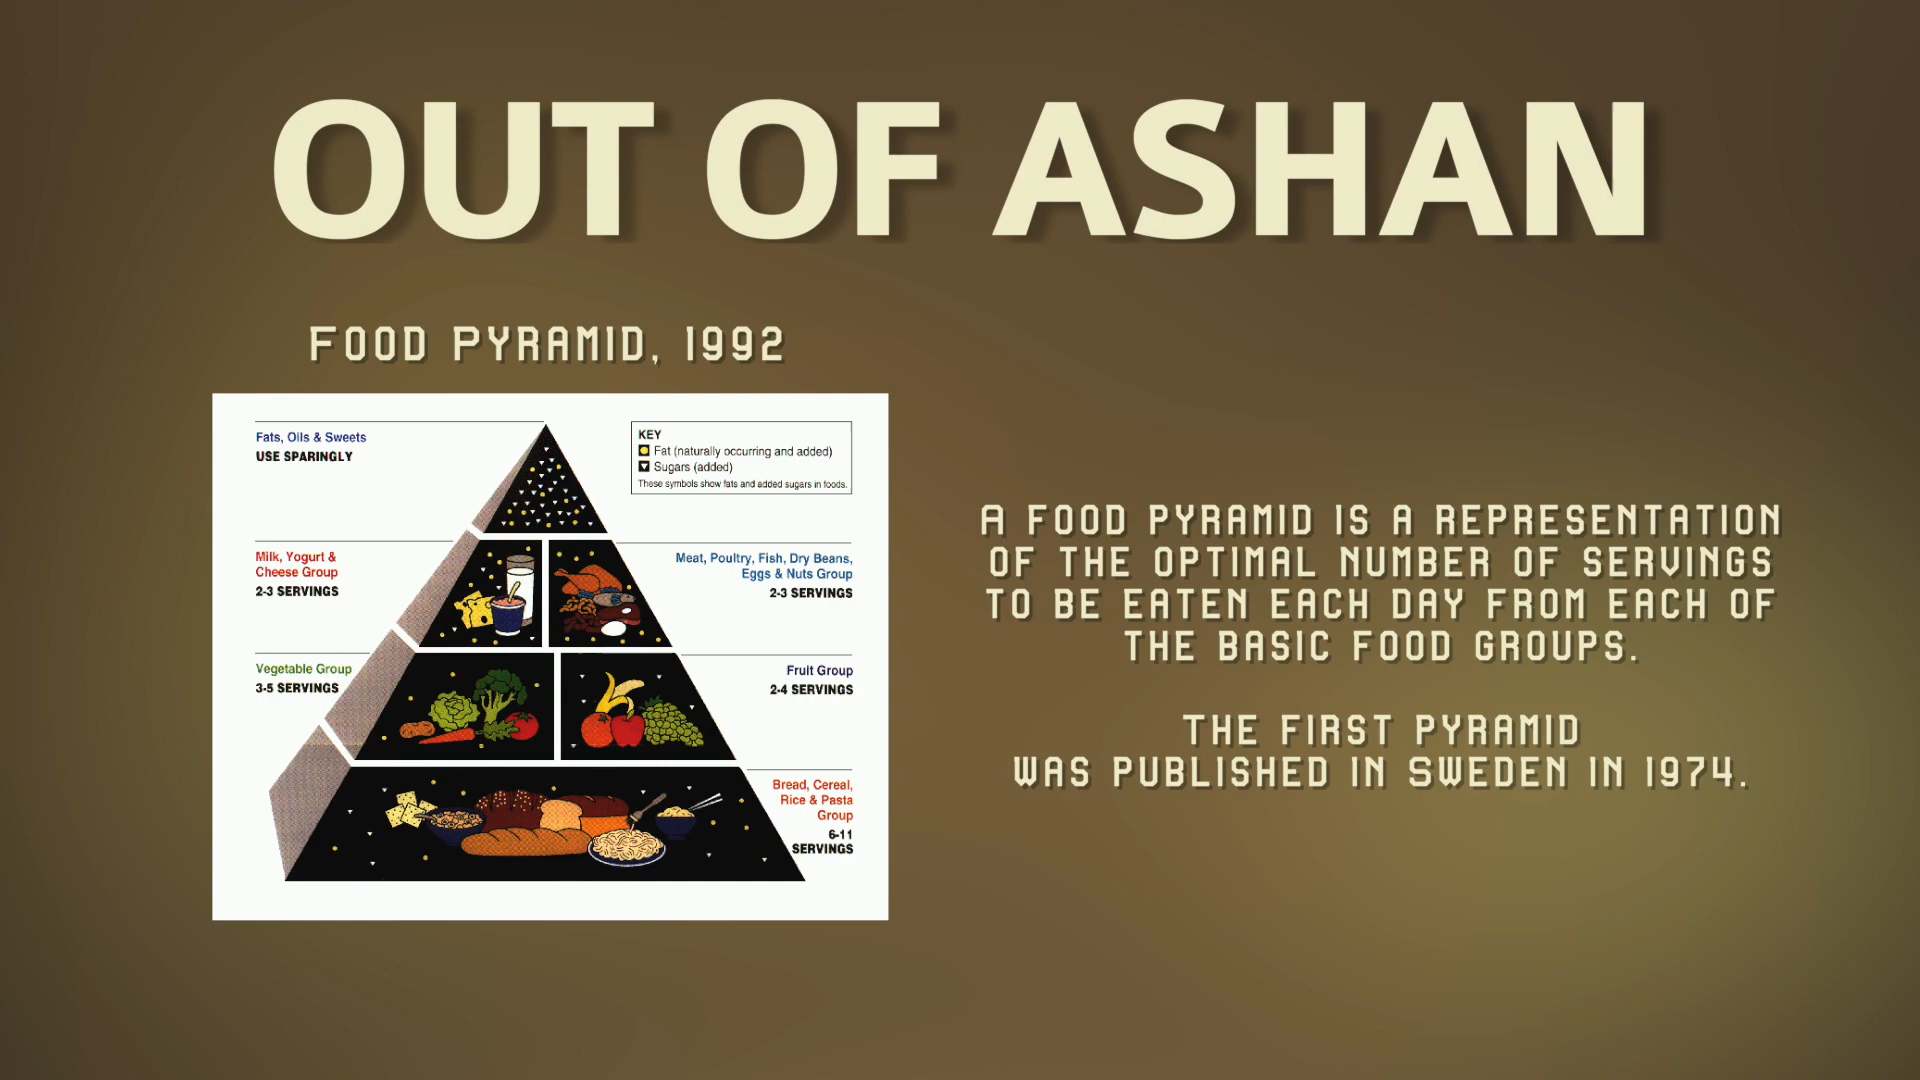 OUT OF ASHAN
FOOD PYRAMID, 1992
Fats, Oils & Sweets
USE SPARINGLY
KEY
Fat (naturally occurring and added)
Sugars (added)
These symbols show fats and added sugars in foods.
Milk, Yogurt &
Cheese Group
2-3 SERVINGS
Meat, Poultry, Fish, Dry Beans,
Eggs & Nuts Group
2-3 SERVINGS
Vegetable Group
3-5 SERVINGS
Fruit Group
2-4 SERVINGS
Bread, Cereal,
Rice & Pasta
Group
6-11
SERVINGS
A FOOD PYRAMID IS A REPRESENTATION
OF THE OPTIMAL NUMBER OF SERVINGS
TO BE EATEN EACH DAY FROM EACH OF
THE BASIC FOOD GROUPS.
THE FIRST PYRAMID
WAS PUBLISHED IN SWEDEN IN 1974.